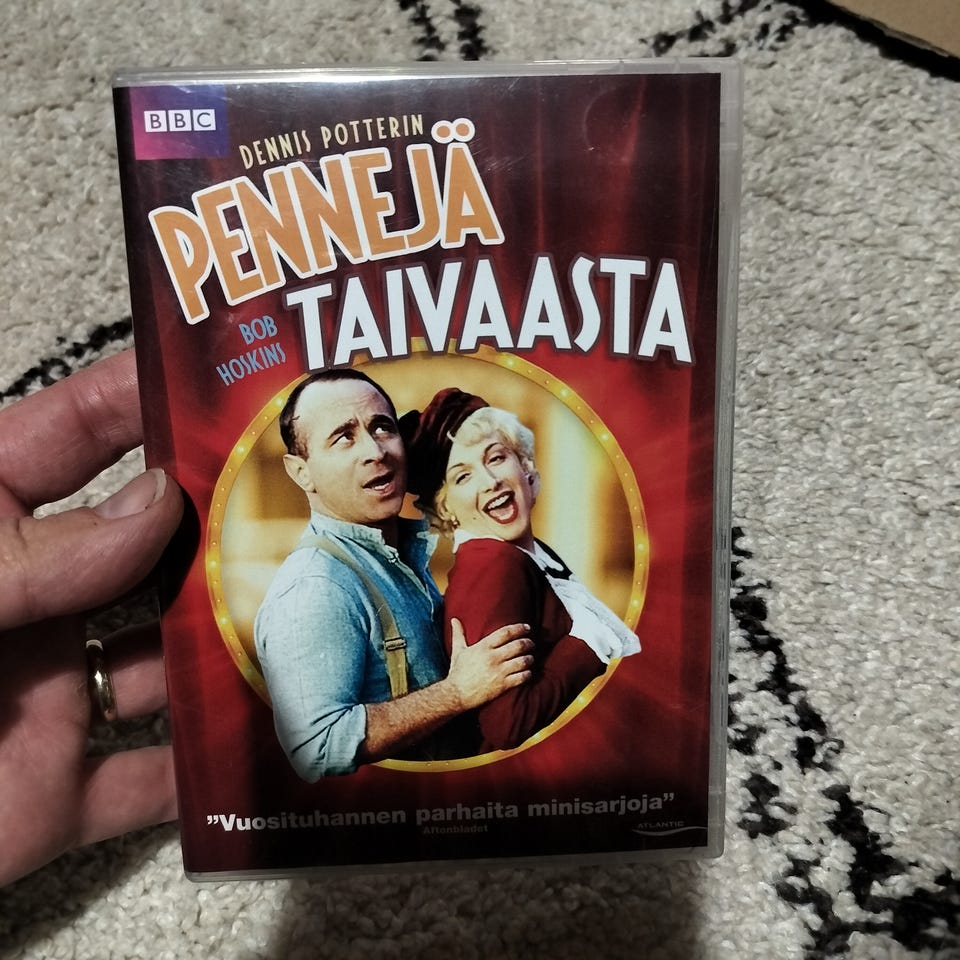 BBC
DENNIS POTTERIN
PENNEJÄ
TAIVAASTA
BOB
HOSKINS
”Vuosituhannen parhaita minisarjoja”
Aftonbladet
ATLANTIC